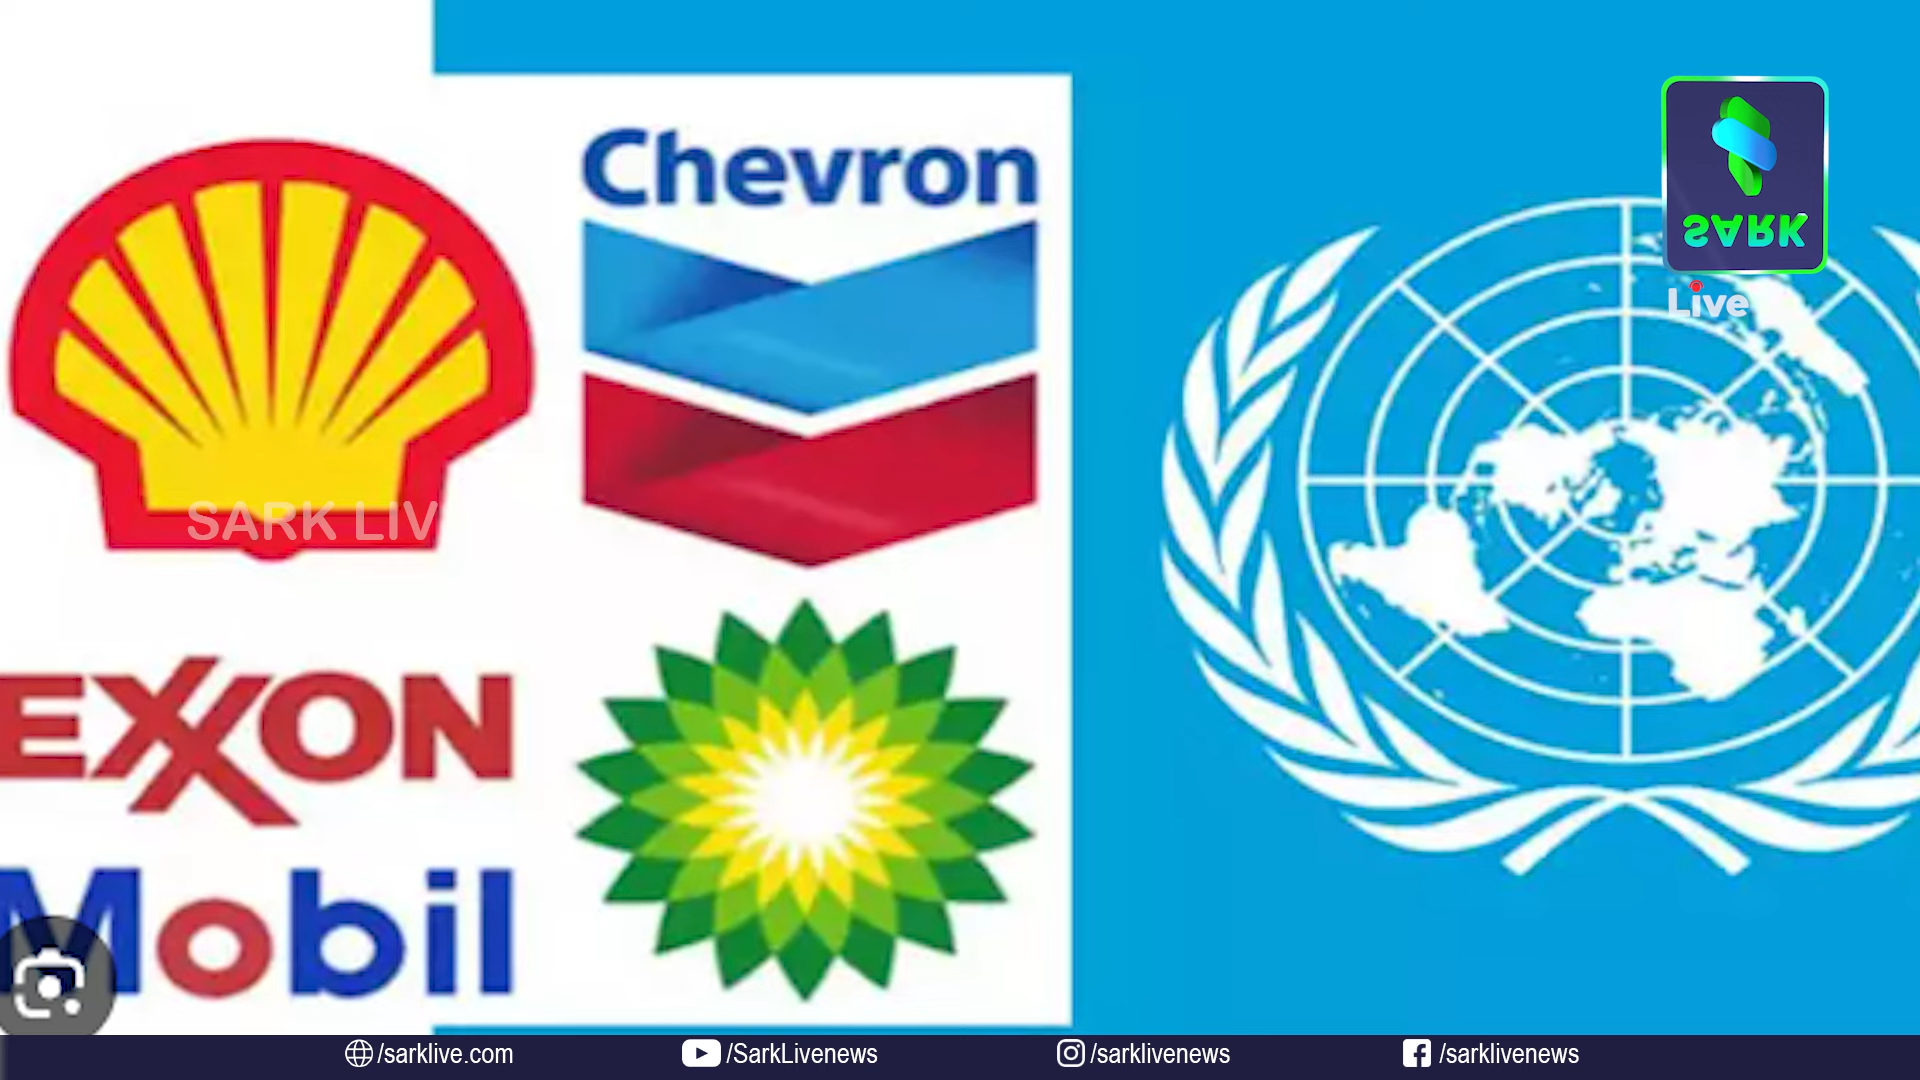 Chevron
SARK
Live
SARK LIV
EXXON
Mobil
/sarklive.com
/SarkLivenews
/sarklivenews
/sarklivenews